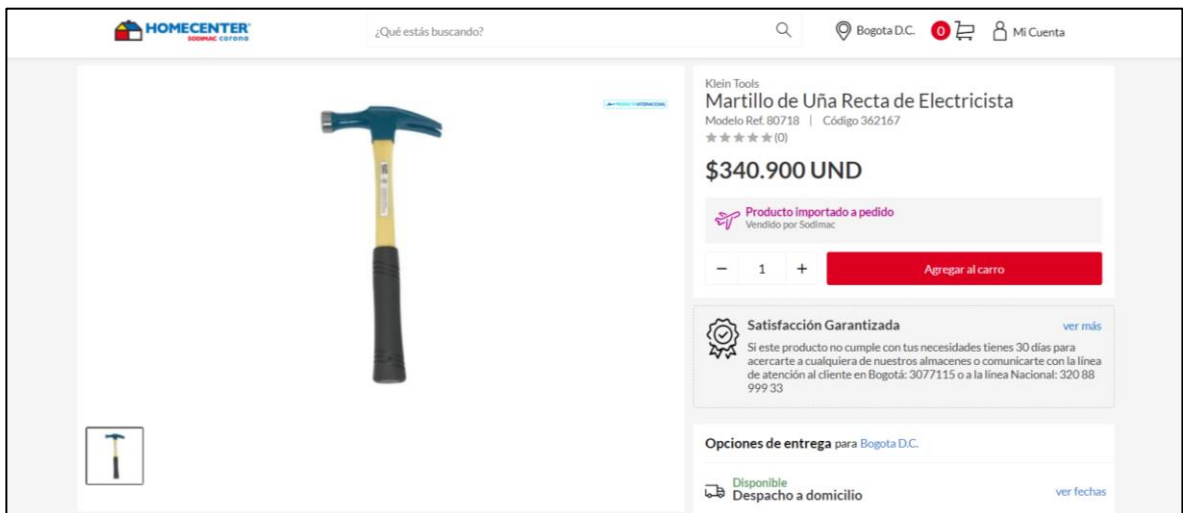 HOMECENTER
SODIMAC corona
¿Qué estás buscando?
Bogota D.C.
0
Mi Cuenta
PRODUCTO INTERNACIONAL
Klein Tools
Martillo de Uña Recta de Electricista
Modelo Ref. 80718 | Código 362167
(0)
$340.900 UND
Producto importado a pedido
Vendido por Sodimac
− 1 +
Agregar al carro
Satisfacción Garantizada
ver más
Si este producto no cumple con tus necesidades tienes 30 días para
acercarte a cualquiera de nuestros almacenes o comunicarte con la línea
de atención al cliente en Bogotá: 3077115 o a la línea Nacional: 320 88
999 33
Opciones de entrega para Bogota D.C.
Disponible
Despacho a domicilio
ver fechas